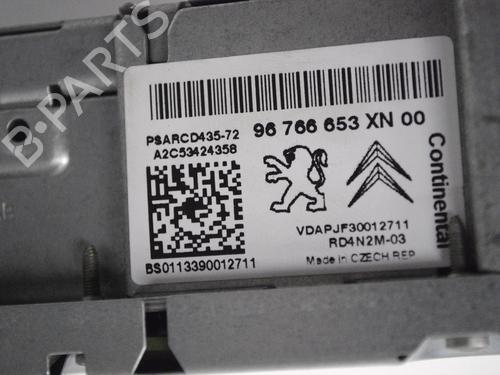 B-PARTS
PSARCD435-72
A2C53424358
96 766 653 XN 00
Continental
VDAPJF30012711
RD4N2M-03
BS0113390012711
Made in CZECH REP